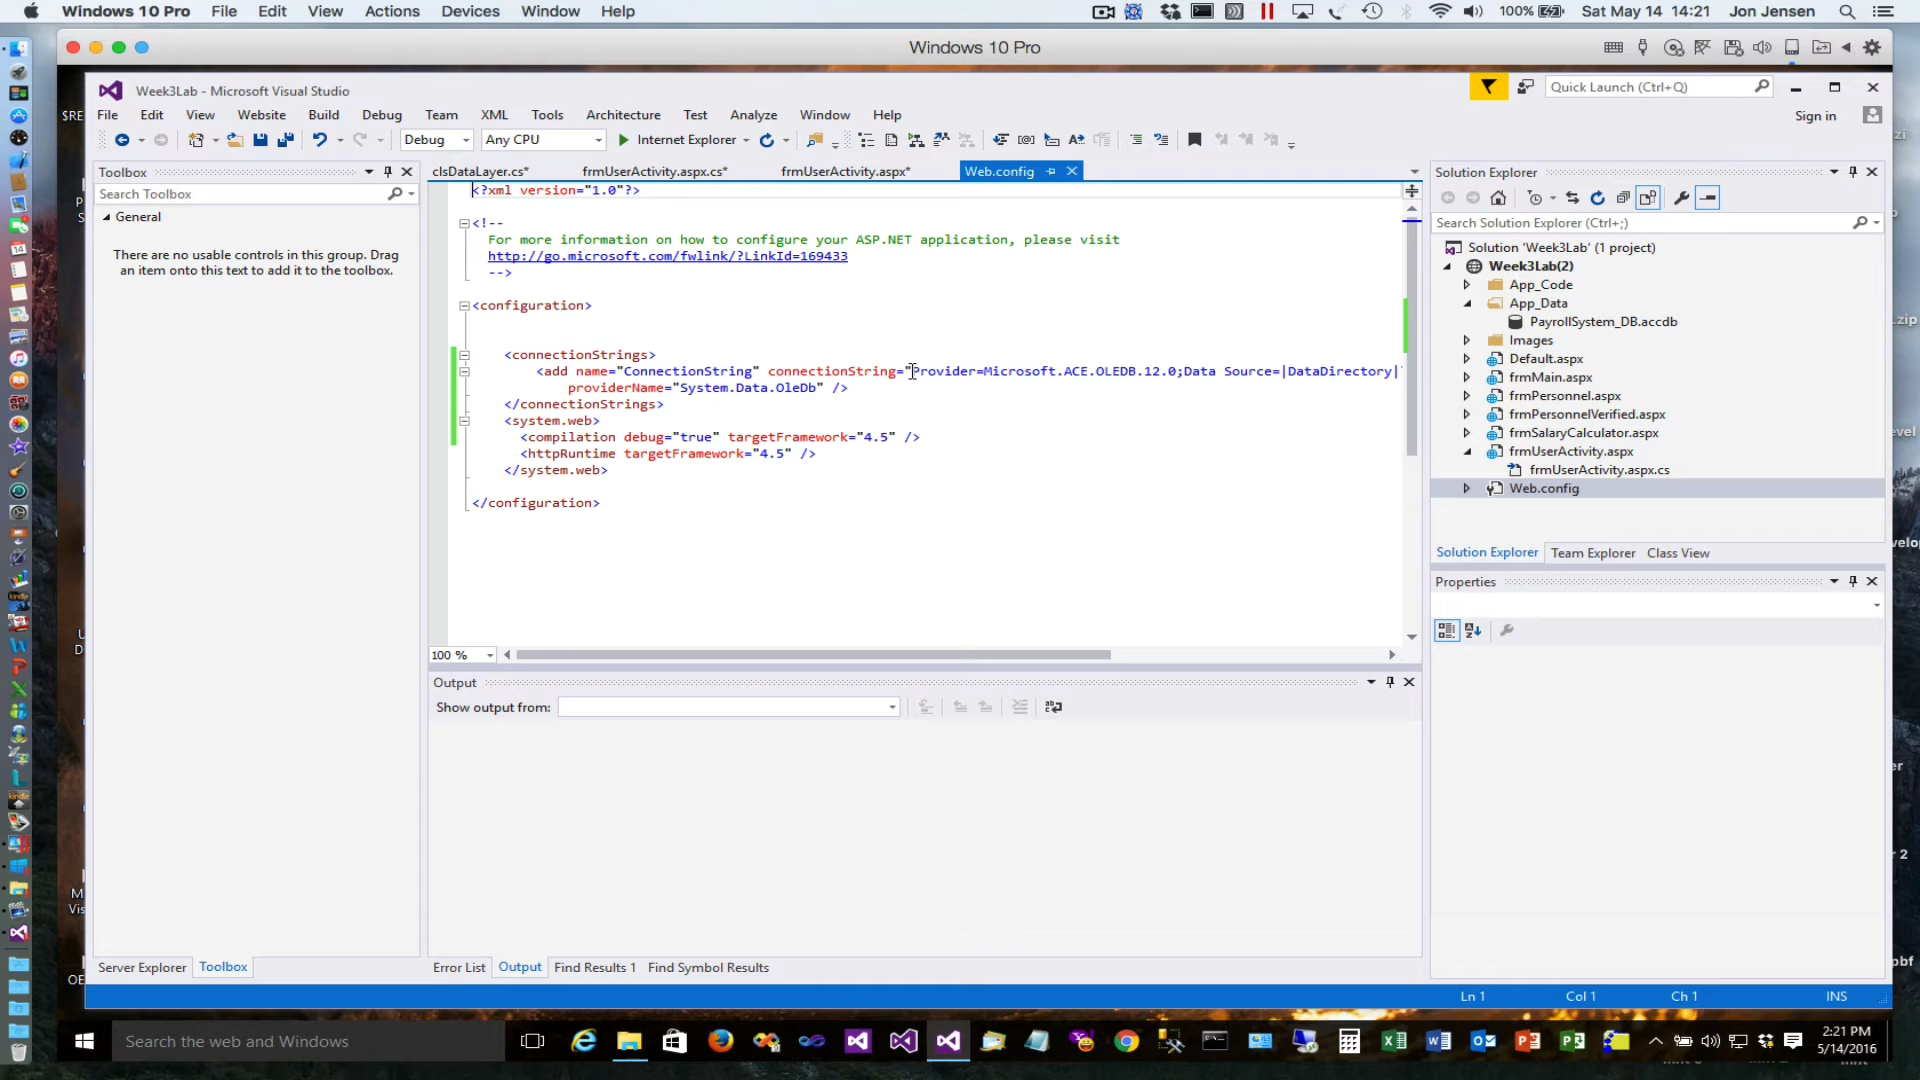 Windows 10 Pro File Edit View Actions Devices Window Help 100% Sat May 14 14:21 Jon Jensen
Windows 10 Pro
Week3Lab - Microsoft Visual Studio Quick Launch (Ctrl+Q)
File Edit View Website Build Debug Team XML Tools Architecture Test Analyze Window Help Sign in
Debug Any CPU Internet Explorer
Toolbox
Search Toolbox
General
There are no usable controls in this group. Drag
an item onto this text to add it to the toolbox.
Server Explorer Toolbox
clsDataLayer.cs* frmUserActivity.aspx.cs* frmUserActivity.aspx* Web.config
<?xml version="1.0"?>
<!--
For more information on how to configure your ASP.NET application, please visit
http://go.microsoft.com/fwlink/?LinkId=169433
-->
<configuration>
<connectionStrings>
<add name="ConnectionString" connectionString="Provider=Microsoft.ACE.OLEDB.12.0;Data Source=|DataDirectory|
providerName="System.Data.OleDb" />
</connectionStrings>
<system.web>
<compilation debug="true" targetFramework="4.5" />
<httpRuntime targetFramework="4.5" />
</system.web>
</configuration>
100 %
Output
Show output from:
Error List Output Find Results 1 Find Symbol Results
Solution Explorer
Search Solution Explorer (Ctrl+;)
Solution 'Week3Lab' (1 project)
Week3Lab(2)
App_Code
App_Data
PayrollSystem_DB.accdb
Images
Default.aspx
frmMain.aspx
frmPersonnel.aspx
frmPersonnelVerified.aspx
frmSalaryCalculator.aspx
frmUserActivity.aspx
frmUserActivity.aspx.cs
Web.config
Solution Explorer Team Explorer Class View
Properties
Ln 1 Col 1 Ch 1 INS
Search the web and Windows
2:21 PM
5/14/2016